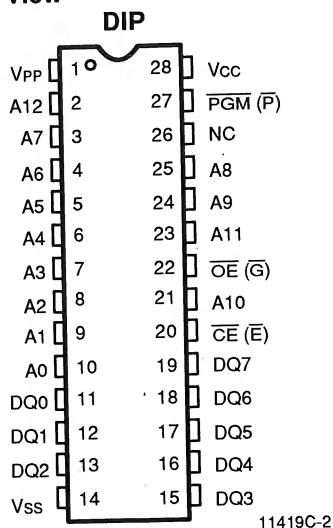 DIP
VPP 1 28 VCC
A12 2 27 PGM (P)
A7 3 26 NC
A6 4 25 A8
A5 5 24 A9
A4 6 23 A11
A3 7 22 OE (G)
A2 8 21 A10
A1 9 20 CE (E)
A0 10 19 DQ7
DQ0 11 18 DQ6
DQ1 12 17 DQ5
DQ2 13 16 DQ4
VSS 14 15 DQ3
11419C-2